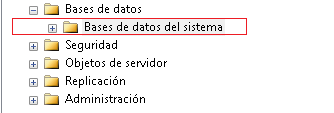 Bases de datos
Bases de datos del sistema
Seguridad
Objetos de servidor
Replicación
Administración